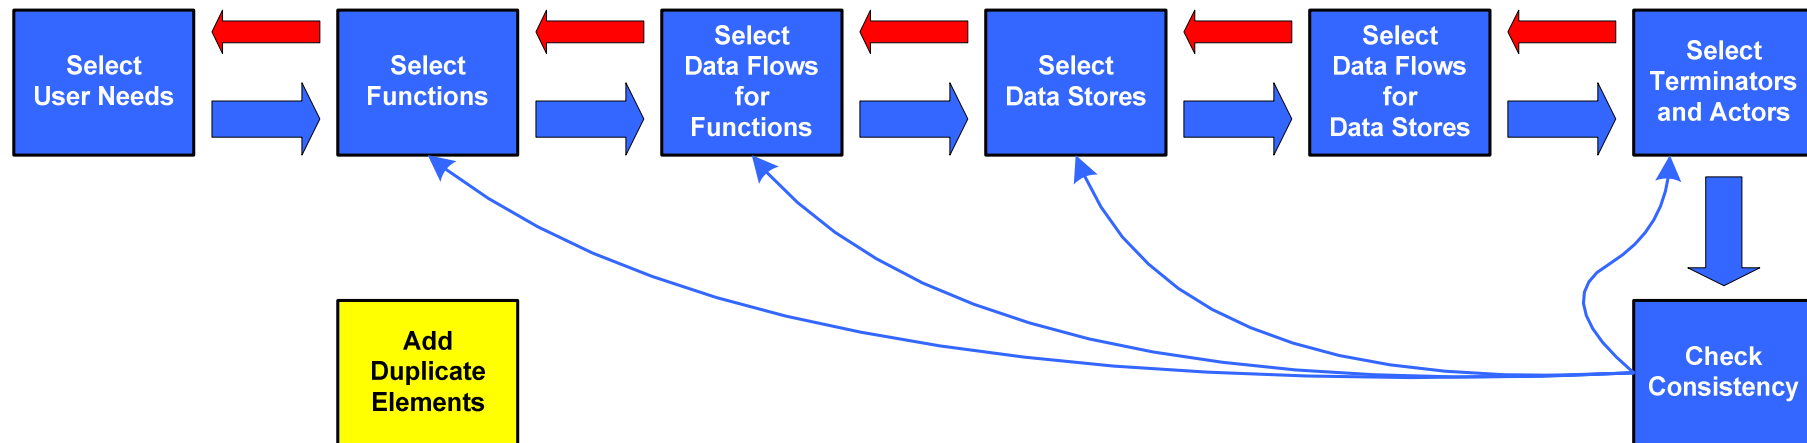 Select
User Needs
Select
Functions
Select
Data Flows
for
Functions
Select
Data Stores
Select
Data Flows
for
Data Stores
Select
Terminators
and Actors
Add
Duplicate
Elements
Check
Consistency